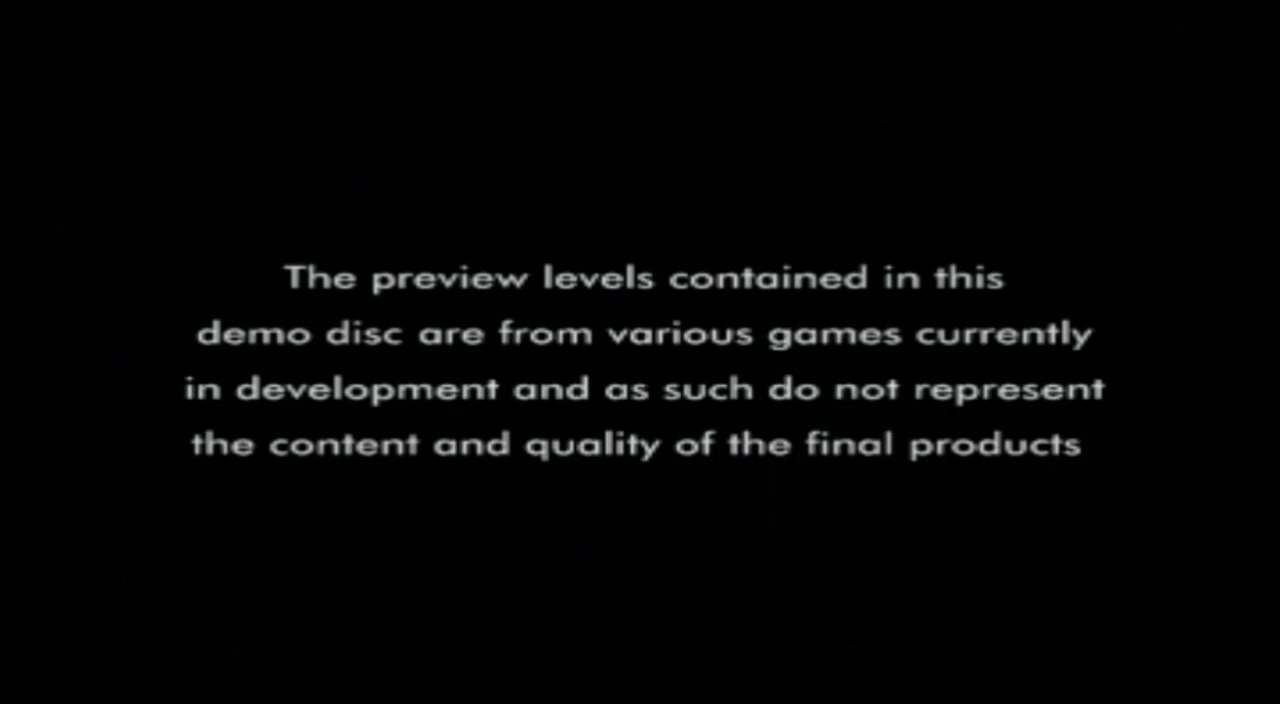 The preview levels contained in this
demo disc are from various games currently
in development and as such do not represent
the content and quality of the final products